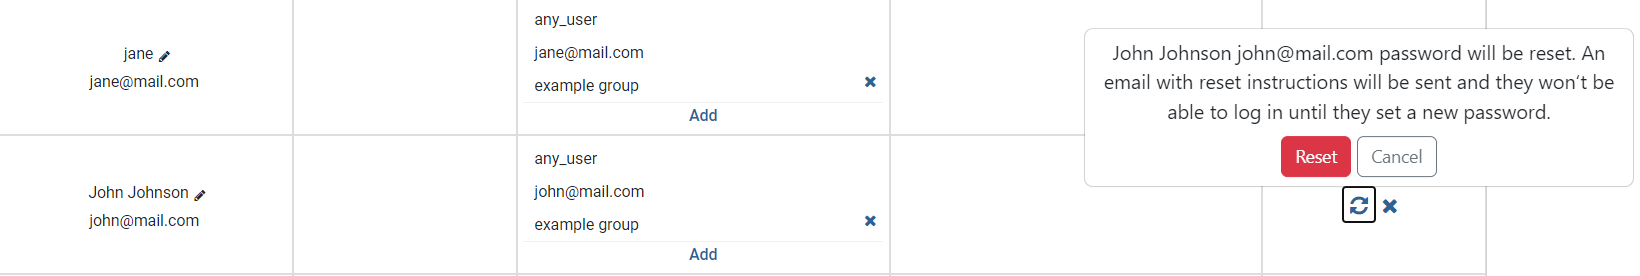 jane
jane@mail.com
any_user
jane@mail.com
example group
Add
John Johnson john@mail.com password will be reset. An
email with reset instructions will be sent and they won't be
able to log in until they set a new password.
Reset Cancel
John Johnson
john@mail.com
any_user
john@mail.com
example group
Add